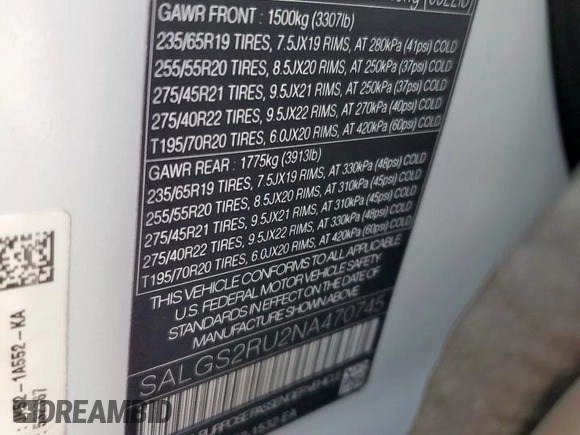 GAWR FRONT : 1500kg (3307lb)
235/65R19 TIRES, 7.5JX19 RIMS, AT 280kPa (41psi) COLD
255/55R20 TIRES, 8.5JX20 RIMS, AT 250kPa (37psi) COLD
275/45R21 TIRES, 9.5JX21 RIMS, AT 250kPa (37psi) COLD
275/40R22 TIRES, 9.5JX22 RIMS, AT 270kPa (40psi) COLD
T195/70R20 TIRES, 6.0JX20 RIMS, AT 420kPa (60psi) COLD
GAWR REAR : 1775kg (3913lb)
235/65R19 TIRES, 7.5JX19 RIMS, AT 330kPa (48psi) COLD
255/55R20 TIRES, 8.5JX20 RIMS, AT 310kPa (45psi) COLD
275/45R21 TIRES, 9.5JX21 RIMS, AT 310kPa (45psi) COLD
275/40R22 TIRES, 9.5JX22 RIMS, AT 330kPa (48psi) COLD
T195/70R20 TIRES, 6.0JX20 RIMS, AT 420kPa (60psi) COLD
THIS VEHICLE CONFORMS TO ALL APPLICABLE
U.S. FEDERAL MOTOR VEHICLE SAFETY
STANDARDS IN EFFECT ON THE DATE OF
MANUFACTURE SHOWN ABOVE
SALGS2RU2NA470745
PURPOSE PASSENGER VEHICLE
-1A552-KA
DREAMBID